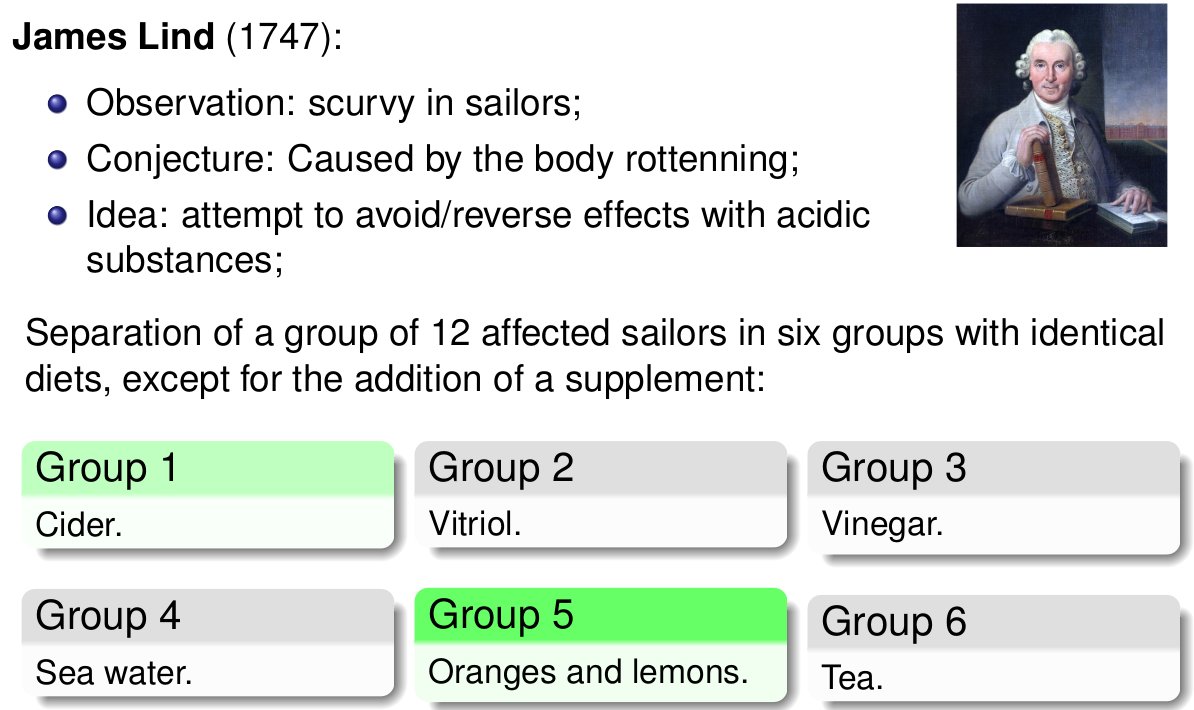 James Lind (1747):
Observation: scurvy in sailors;
Conjecture: Caused by the body rottenning;
Idea: attempt to avoid/reverse effects with acidic
substances;
Separation of a group of 12 affected sailors in six groups with identical
diets, except for the addition of a supplement:
Group 1
Cider.
Group 2
Vitriol.
Group 3
Vinegar.
Group 4
Sea water.
Group 5
Oranges and lemons.
Group 6
Tea.